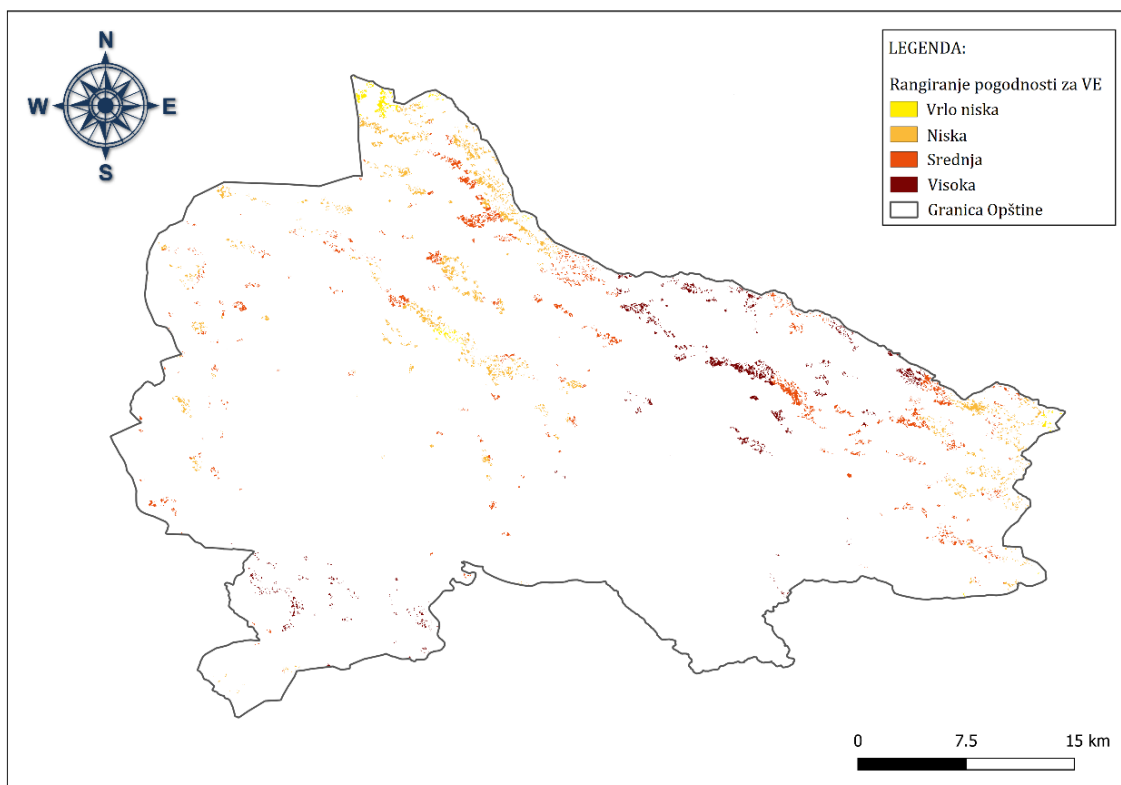 N
W E
S
LEGENDA:
Rangiranje pogodnosti za VE
Vrlo niska
Niska
Srednja
Visoka
Granica Opštine
0 7.5 15 km